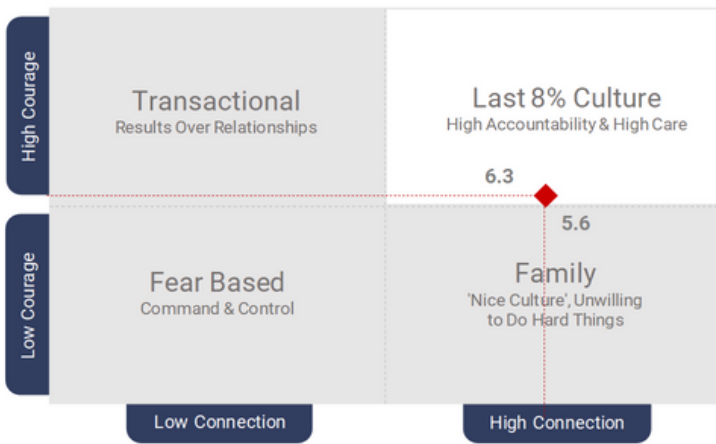 High Courage
Transactional
Results Over Relationships
Last 8% Culture
High Accountability & High Care
6.3
5.6
Low Courage
Fear Based
Command & Control
Family
'Nice Culture', Unwilling
to Do Hard Things
Low Connection
High Connection